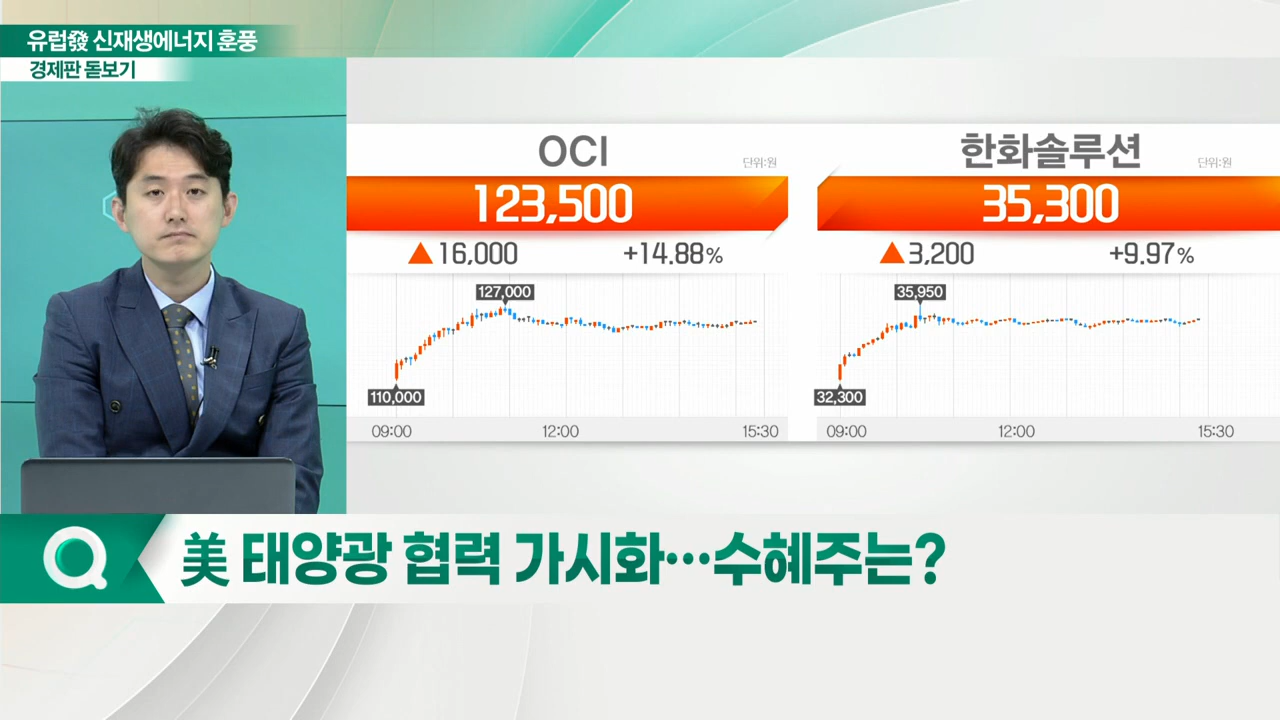 유럽發 신재생에너지 훈풍
경제판 돋보기
OCI
단위:원
123,500
▲16,000 +14.88%
127,000
110,000
09:00 12:00 15:30
한화솔루션
단위:원
35,300
▲3,200 +9.97%
35,950
32,300
09:00 12:00 15:30
美 태양광 협력 가시화…수혜주는?